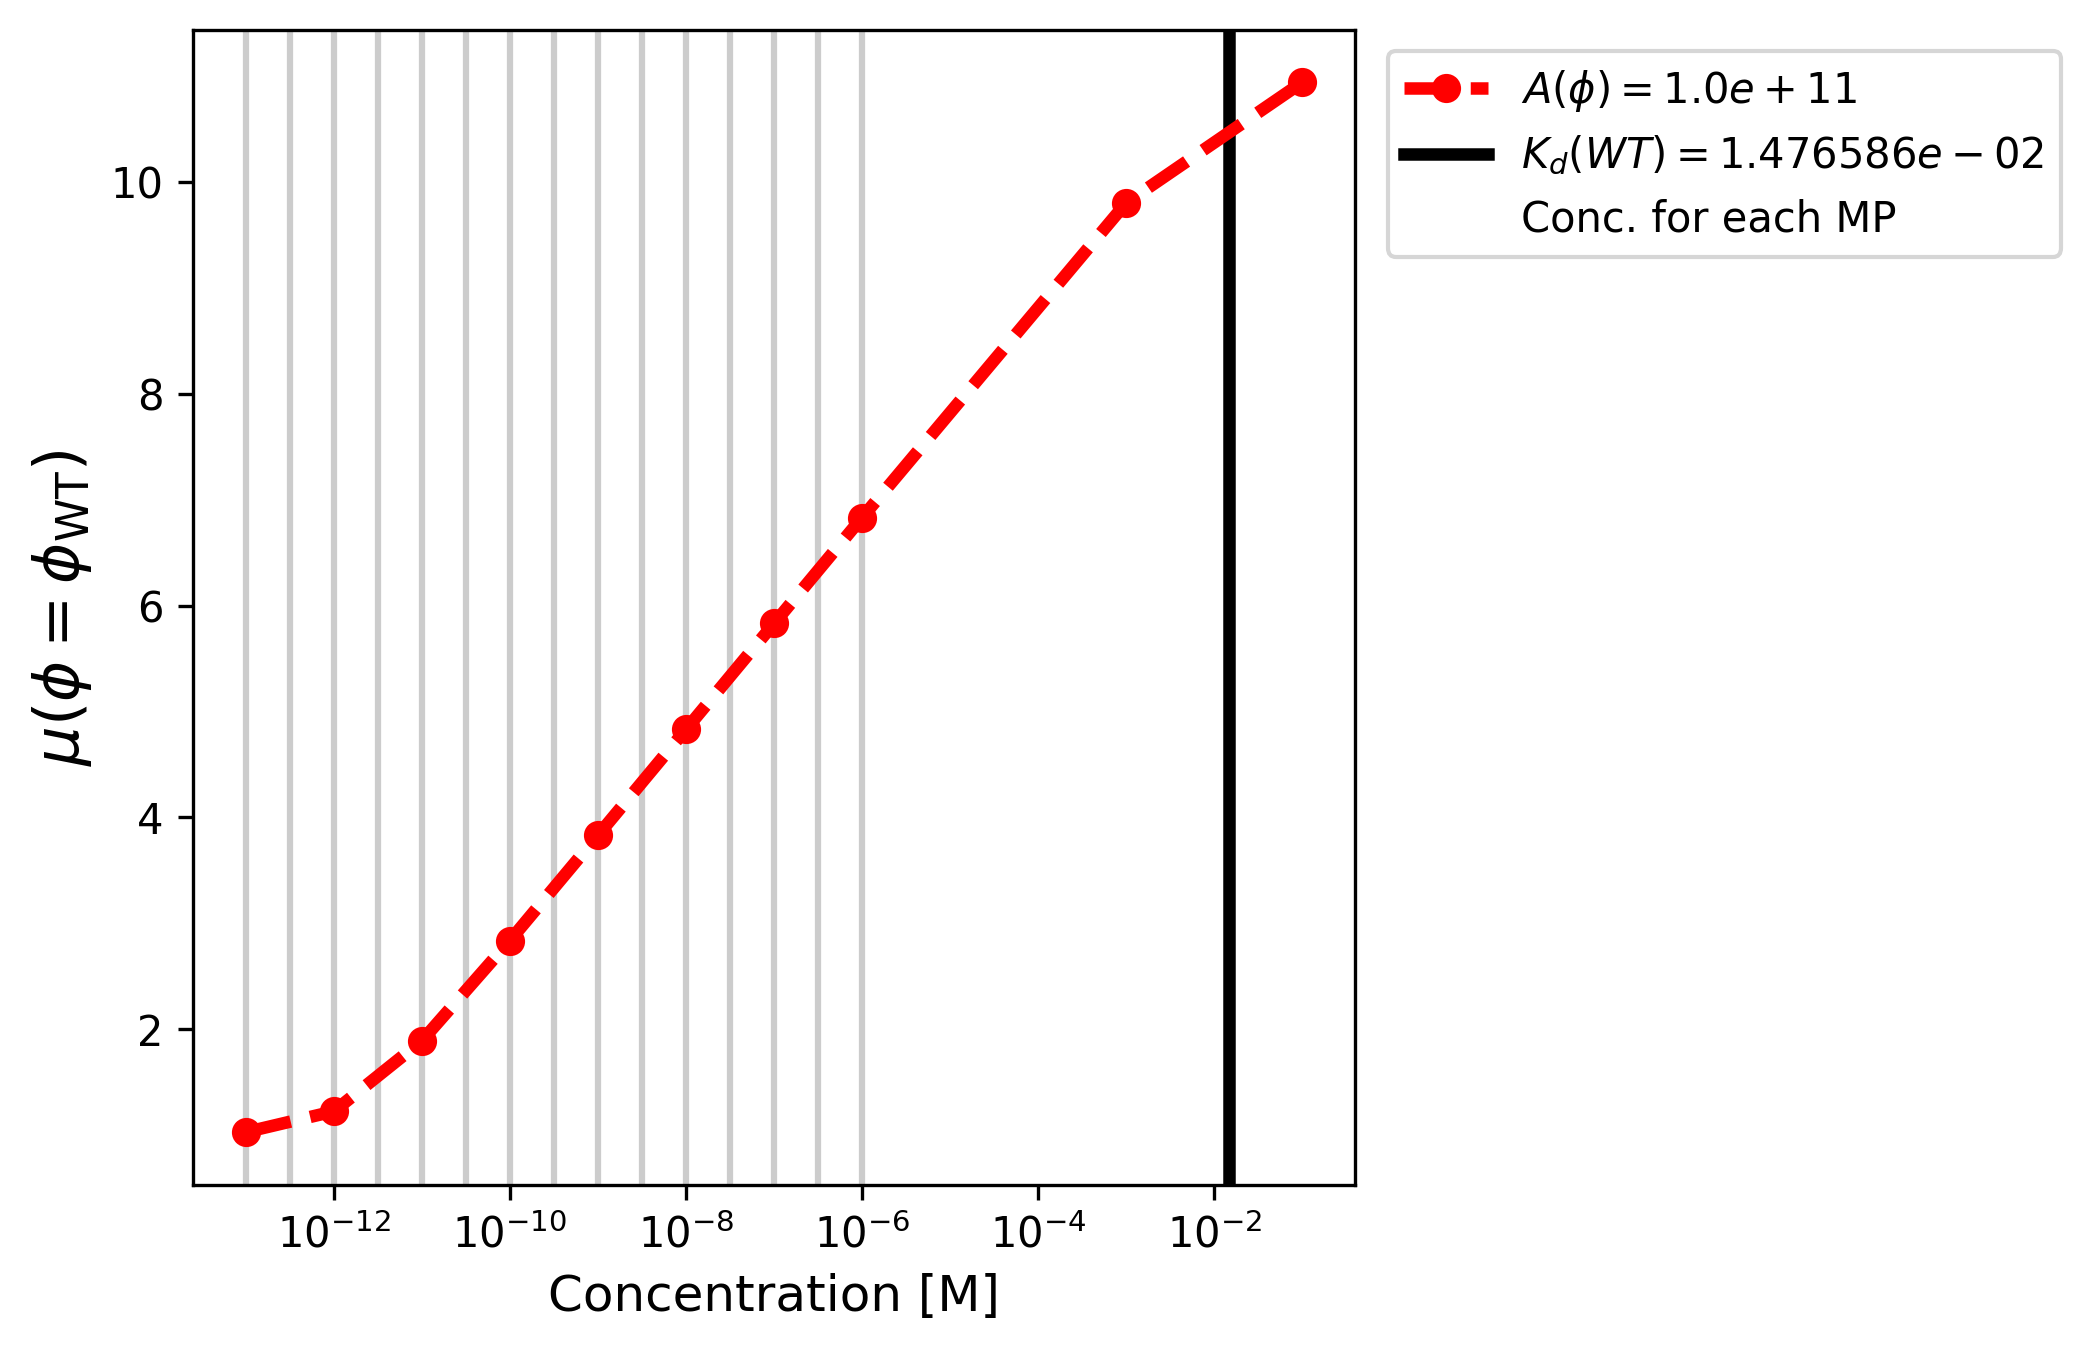 μ(ϕ = ϕ_WT)
10
8
6
4
2
10⁻¹²
10⁻¹⁰
10⁻⁸
10⁻⁶
10⁻⁴
10⁻²
Concentration [M]
A(ϕ) = 1.0e + 11
K_d(WT) = 1.476586e − 02
Conc. for each MP